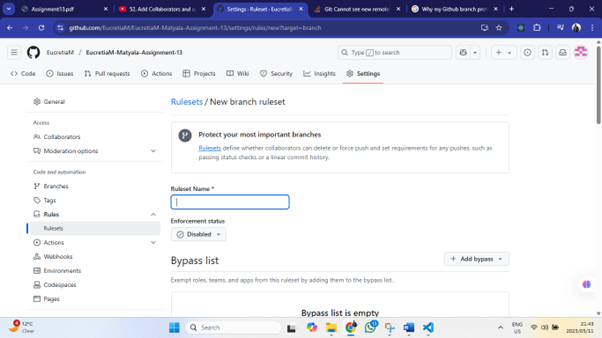 Assignment13.pdf
52. Add Collaborators and u
Settings · Ruleset · EucretiaM
Git: Cannot see new remote
Why my Github branch pro
github.com/EucretiaM/EucretiaM-Matyala-Assignment-13/settings/rules/new?target=branch
EucretiaM / EucretiaM-Matyala-Assignment-13
Type / to search
Code Issues Pull requests Actions Projects Wiki Security Insights Settings
General
Access
Collaborators
Moderation options
Code and automation
Branches
Tags
Rules
Rulesets
Actions
Webhooks
Environments
Codespaces
Pages
Rulesets / New branch ruleset
Protect your most important branches
Rulesets define whether collaborators can delete or force push and set requirements for any pushes, such as
passing status checks or a linear commit history.
Ruleset Name *
Enforcement status
Disabled
Bypass list
Add bypass
Exempt roles, teams, and apps from this ruleset by adding them to the bypass list.
Bypass list is empty
12°C
Clear
Search
ENG
US
21:43
2025/05/11